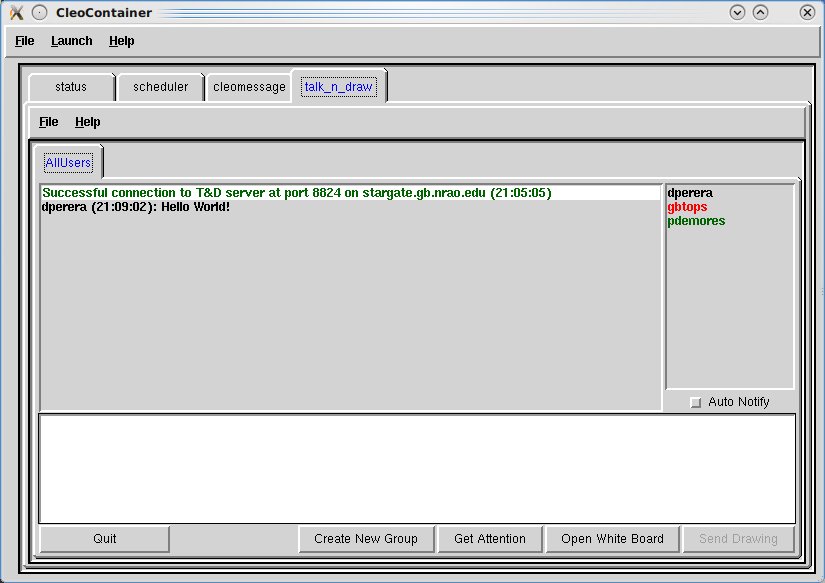 CleoContainer
File Launch Help
status scheduler cleomessage talk_n_draw
File Help
AllUsers
Successful connection to T&D server at port 8824 on stargate.gb.nrao.edu (21:05:05)
dperera (21:09:02): Hello World!
dperera
gbtops
pdemores
Auto Notify
Quit Create New Group Get Attention Open White Board Send Drawing